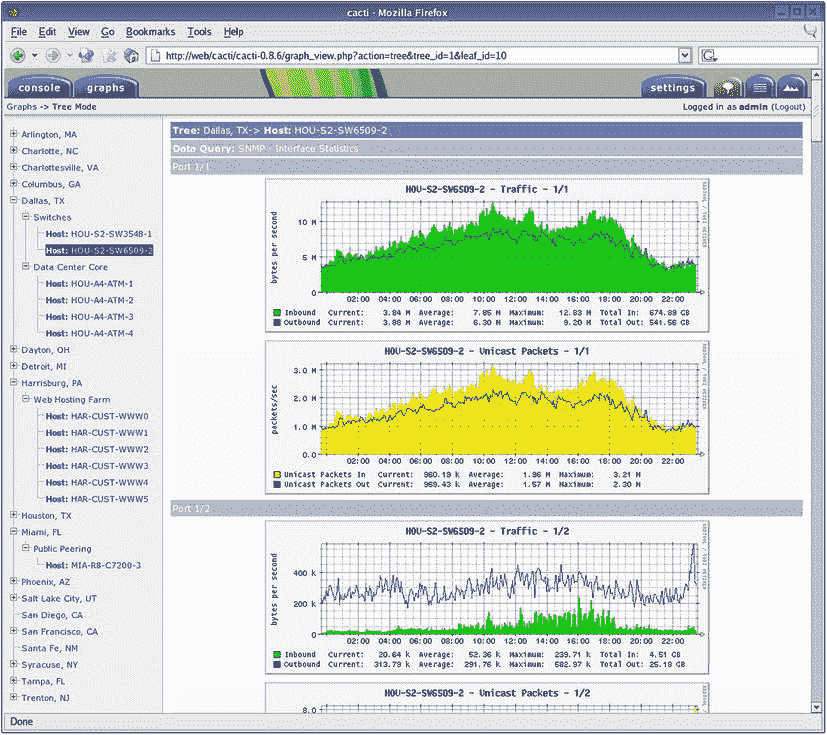 cacti - Mozilla Firefox
File Edit View Go Bookmarks Tools Help
http://web/cacti/cacti-0.8.6/graph_view.php?action=tree&tree_id=1&leaf_id=10
console graphs settings
Graphs -> Tree Mode
Logged in as admin (Logout)
Arlington, MA
Charlotte, NC
Charlottesville, VA
Columbus, GA
Dallas, TX
Switches
Host: HOU-S2-SW3548-1
Host: HOU-S2-SW6509-2
Data Center Core
Host: HOU-A4-ATM-1
Host: HOU-A4-ATM-2
Host: HOU-A4-ATM-3
Host: HOU-A4-ATM-4
Dayton, OH
Detroit, MI
Harrisburg, PA
Web Hosting Farm
Host: HAR-CUST-WWW0
Host: HAR-CUST-WWW1
Host: HAR-CUST-WWW2
Host: HAR-CUST-WWW3
Host: HAR-CUST-WWW4
Host: HAR-CUST-WWW5
Houston, TX
Miami, FL
Public Peering
Host: MIA-R8-C7200-3
Phoenix, AZ
Salt Lake City, UT
San Diego, CA
San Francisco, CA
Santa Fe, NM
Syracuse, NY
Tampa, FL
Trenton, NJ
Tree: Dallas, TX-> Host: HOU-S2-SW6509-2
Data Query: SNMP - Interface Statistics
Port 1/1
HOU-S2-SW6509-2 - Traffic - 1/1
bytes per second
10 M
5 M
0
02:00 04:00 06:00 08:00 10:00 12:00 14:00 16:00 18:00 20:00 22:00
Inbound Current: 3.84 M Average: 7.85 M Maximum: 12.83 M Total In: 674.89 GB
Outbound Current: 3.88 M Average: 6.30 M Maximum: 9.20 M Total Out: 541.56 GB
HOU-S2-SW6509-2 - Unicast Packets - 1/1
packets/sec
3.0 M
2.0 M
1.0 M
0.0
02:00 04:00 06:00 08:00 10:00 12:00 14:00 16:00 18:00 20:00 22:00
Unicast Packets In Current: 960.19 k Average: 1.96 M Maximum: 3.21 M
Unicast Packets Out Current: 969.43 k Average: 1.57 M Maximum: 2.30 M
Port 1/2
HOU-S2-SW6509-2 - Traffic - 1/2
bytes per second
400 k
200 k
0
02:00 04:00 06:00 08:00 10:00 12:00 14:00 16:00 18:00 20:00 22:00
Inbound Current: 20.64 k Average: 52.36 k Maximum: 239.71 k Total In: 4.51 GB
Outbound Current: 313.79 k Average: 291.76 k Maximum: 582.97 k Total Out: 25.18 GB
HOU-S2-SW6509-2 - Unicast Packets - 1/2
8.0
Done